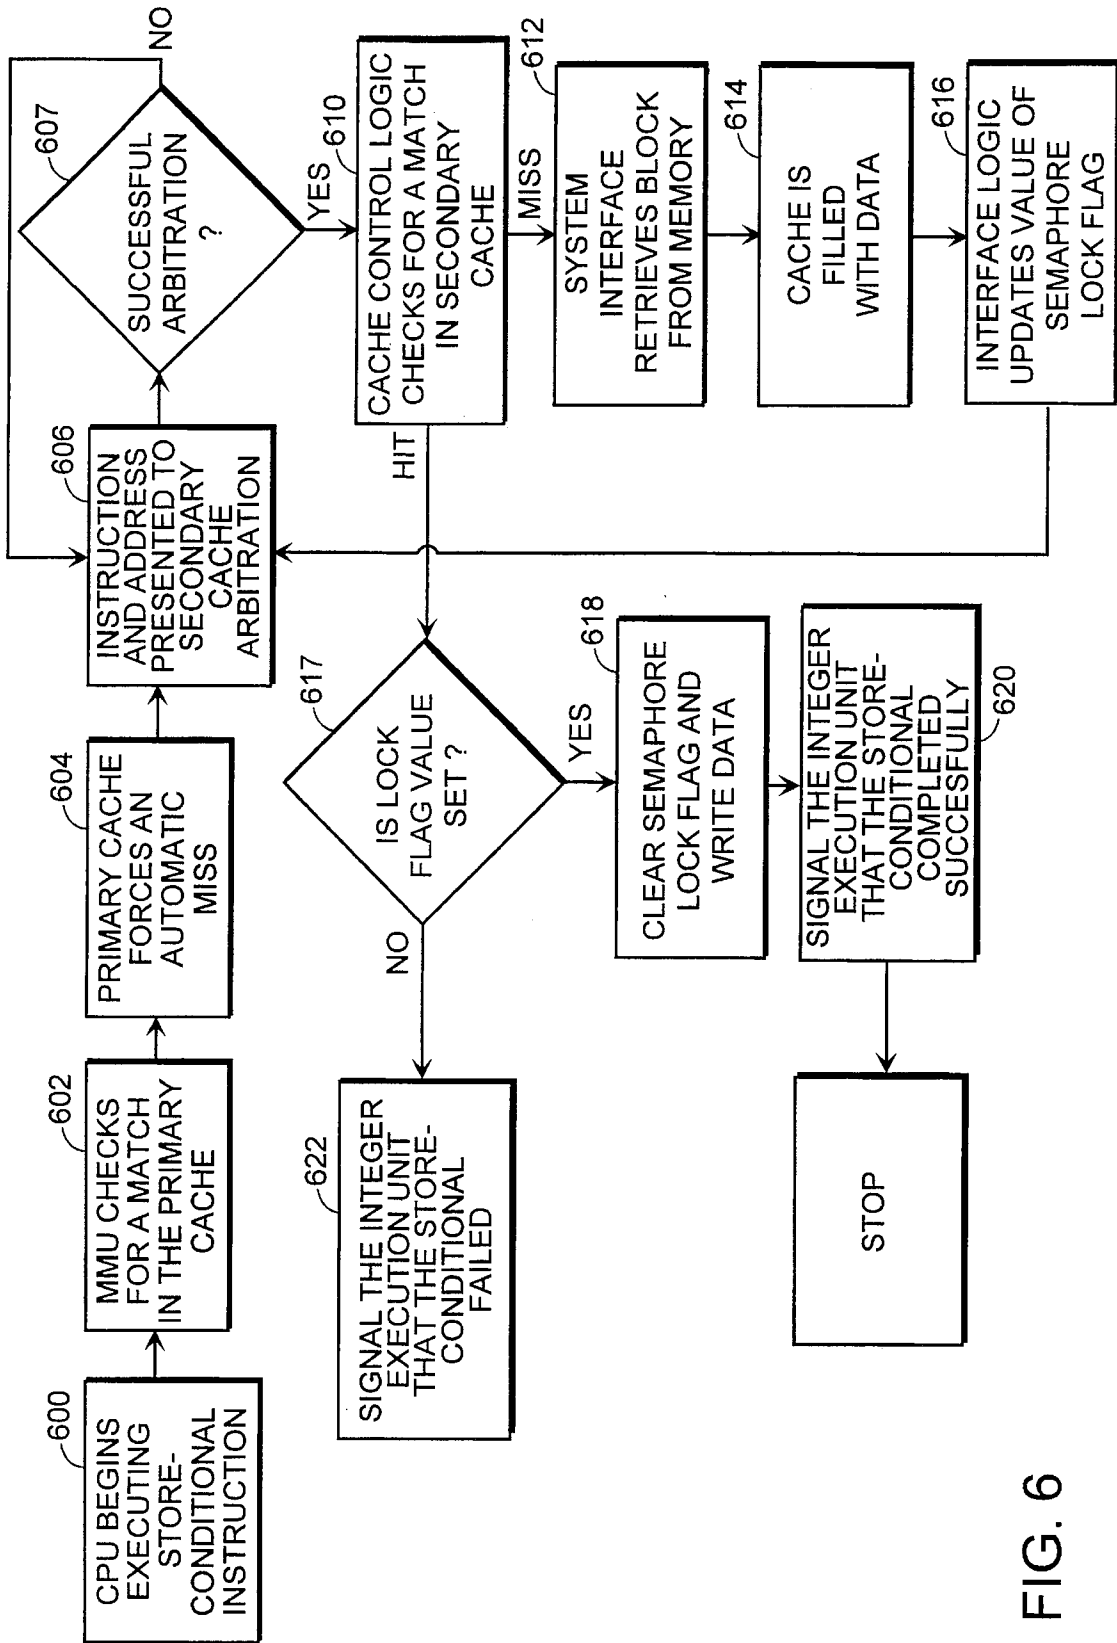 600
CPU BEGINS
EXECUTING
STORE-
CONDITIONAL
INSTRUCTION
602
MMU CHECKS
FOR A MATCH
IN THE PRIMARY
CACHE
604
PRIMARY CACHE
FORCES AN
AUTOMATIC
MISS
606
INSTRUCTION
AND ADDRESS
PRESENTED TO
SECONDARY
CACHE
ARBITRATION
607
SUCCESSFUL
ARBITRATION
?
NO
YES
610
CACHE CONTROL LOGIC
CHECKS FOR A MATCH
IN SECONDARY
CACHE
HIT
MISS
612
SYSTEM
INTERFACE
RETRIEVES BLOCK
FROM MEMORY
614
CACHE IS
FILLED
WITH DATA
616
INTERFACE LOGIC
UPDATES VALUE OF
SEMAPHORE
LOCK FLAG
617
IS LOCK
FLAG VALUE
SET ?
NO
YES
622
SIGNAL THE INTEGER
EXECUTION UNIT
THAT THE STORE-
CONDITIONAL
FAILED
618
CLEAR SEMAPHORE
LOCK FLAG AND
WRITE DATA
SIGNAL THE INTEGER
EXECUTION UNIT
THAT THE STORE-
CONDITIONAL
COMPLETED
SUCCESSFULLY
620
STOP
FIG. 6